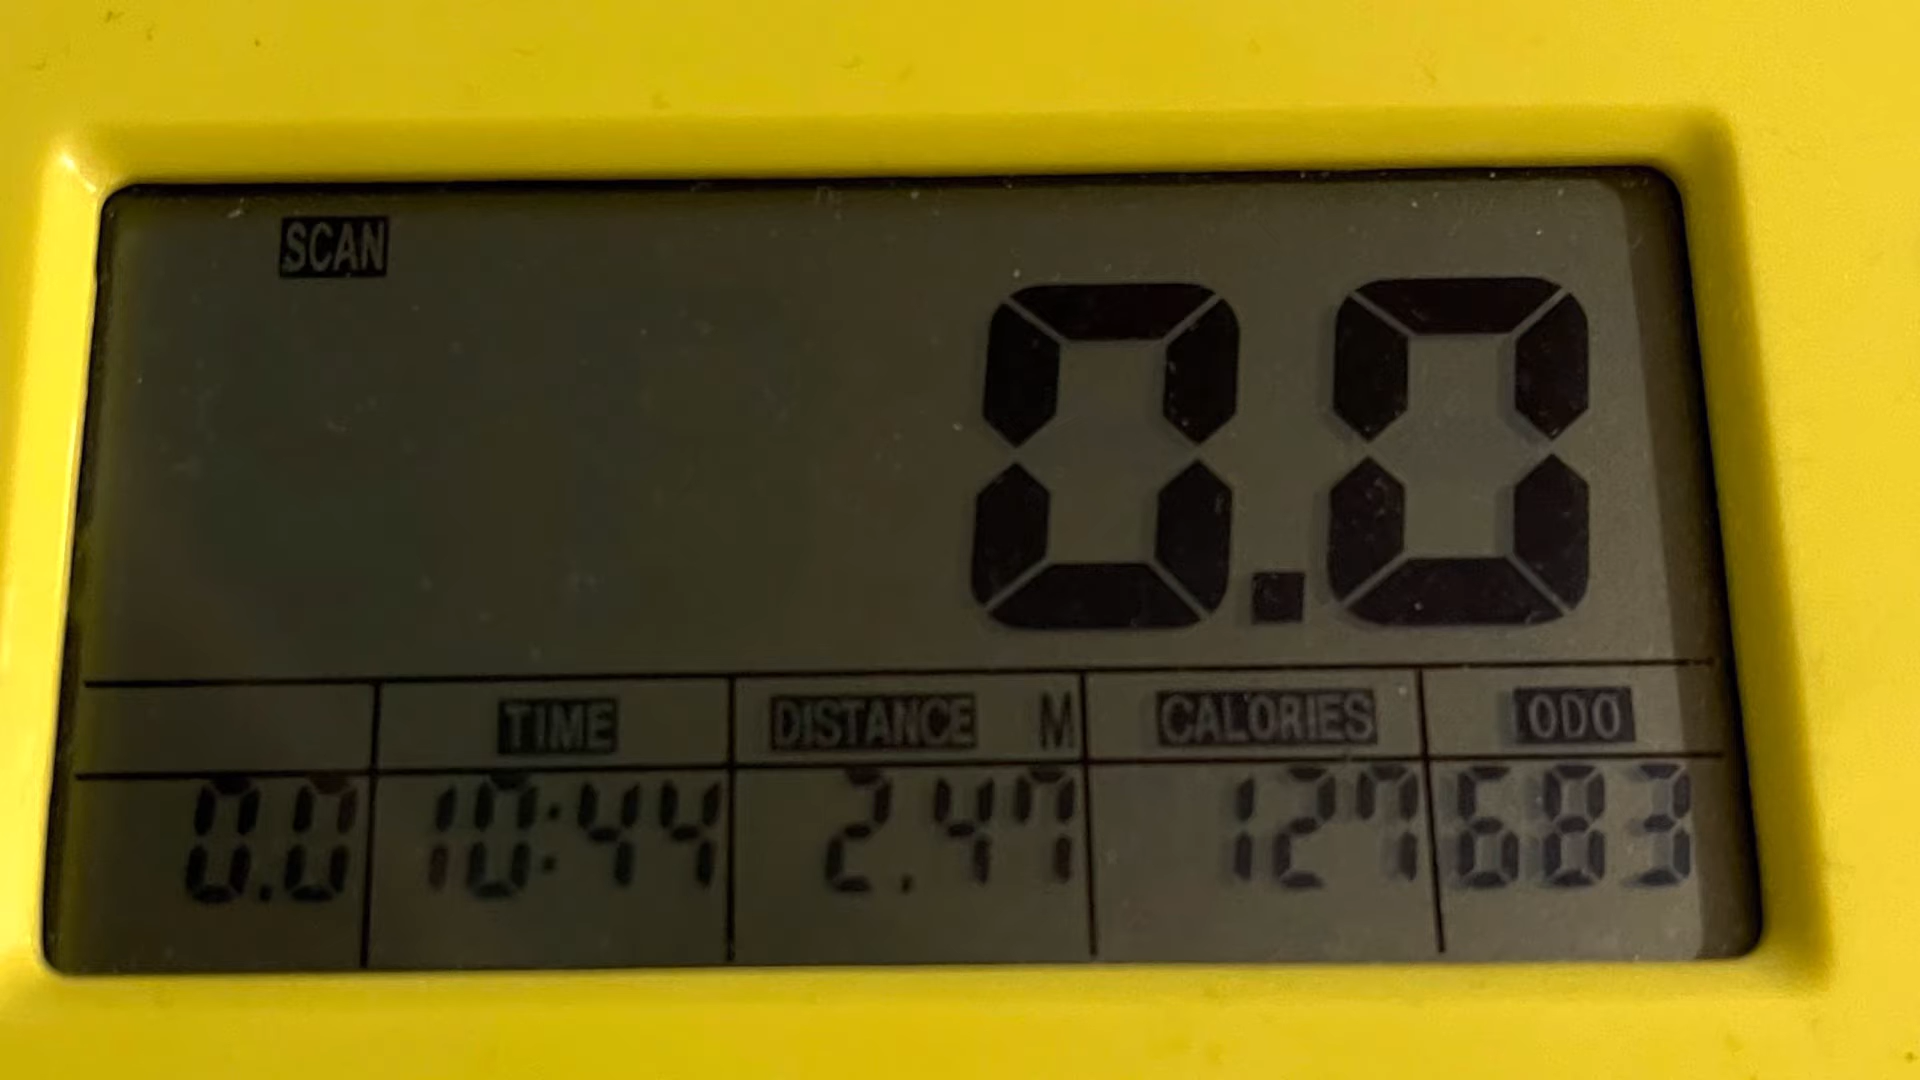 SCAN
0.0
TIME DISTANCE M CALORIES ODO
0.0 10:44 2.47 127 683